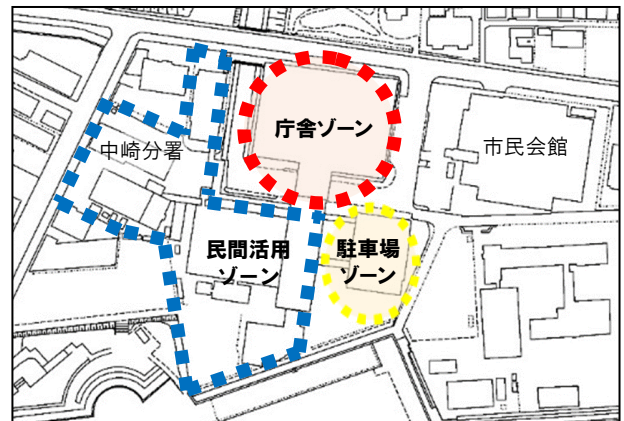 庁舎ゾーン
中崎分署
市民会館
民間活用
ゾーン
駐車場
ゾーン